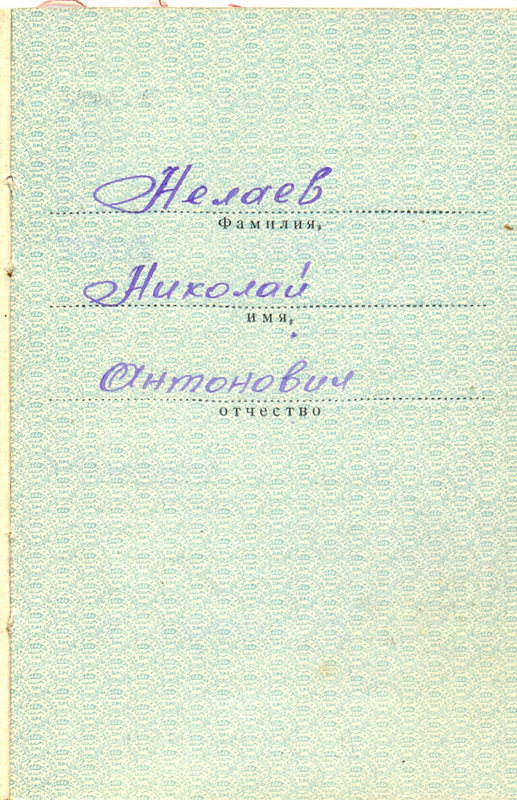 Нелаев
Фамилия,
Николай
имя,
Антонович
отчество